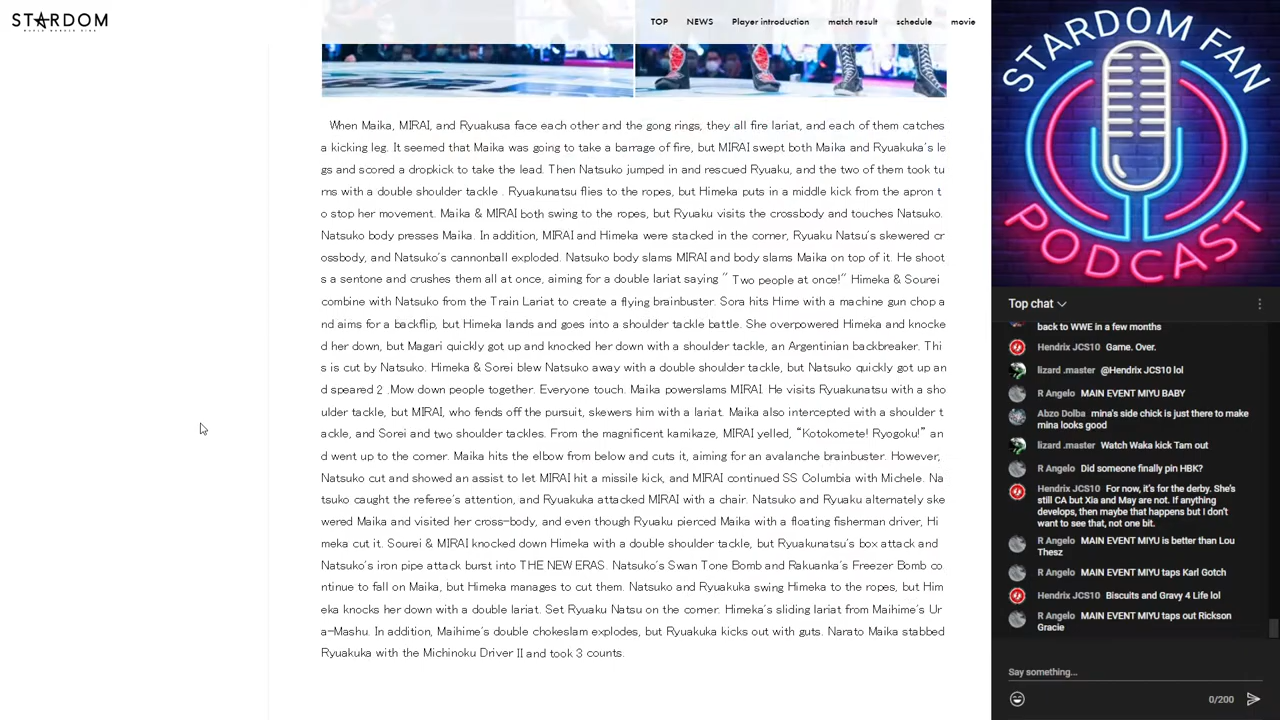 STARDOM
TOP NEWS Player introduction match result schedule movie
When Maika, MIRAI, and Ryuakusa face each other and the gong rings, they all fire lariat, and each of them catches
a kicking leg. It stared that Maika was going to take a barrage of fire, but MIRAI swept both Maika and Ryuakuka's le
gs and scored a dropkick to take the lead. Then Natsuko jumped in and rescued Ryuaku, and the two of them took tu
rns with a double shoulder tackle . Ryuakunatsu flies to the ropes, but Himeka puts in a middle kick from the apron t
o stop her movement. Maika & MIRAI both swing to the ropes, but Ryuaku visits the crossbody and touches Natsuko.
Natsuko body presses Maika. In addition, MIRAI and Himeka were stacked in the corner, Ryuaku Natsu's skewered cr
ossbody, and Natsuko's cannonball exploded. Natsuko body slams MIRAI and body slams Maika on top of it. He shoot
s a sentone and crushes them all at once, aiming for a double lariat saying " Two people at once!" Himeka & Sourei
combine with Natsuko from the Train Lariat to create a flying brainbuster. Sora hits Hime with a machine gun chop a
nd aims for a backflip, but Himeka lands and goes into a shoulder tackle battle. She overpowered Himeka and knocke
d her down, but Magari quickly got up and knocked her down with a shoulder tackle, an Argentinian backbreaker. Thi
s is cut by Natsuko. Himeka & Sorei blew Natsuko away with a double shoulder tackle, but Natsuko quickly got up an
d speared 2 .Mow down people together. Everyone touch. Maika powerslams MIRAI. He visits Ryuakunatsu with a sho
ulder tackle, but MIRAI, who fends off the pursuit, skewers him with a lariat. Maika also intercepted with a shoulder t
ackle, and Sorei and two shoulder tackles. From the magnificent kamikaze, MIRAI yelled, “Kotokomete! Ryogoku!” an
d went up to the corner. Maika hits the elbow from below and cuts it, aiming for an avalanche brainbuster. However,
Natsuko cut and showed an assist to let MIRAI hit a missile kick, and MIRAI continued SS Columbia with Michele. Na
tsuko caught the referee's attention, and Ryuakuka attacked MIRAI with a chair. Natsuko and Ryuaku alternately ske
wered Maika and visited her cross-body, and even though Ryuaku pierced Maika with a floating fisherman driver, Hi
meka cut it. Sourei & MIRAI knocked down Himeka with a double shoulder tackle, but Ryuakunatsu's box attack and
Natsuko's iron pipe attack burst into THE NEW ERAS. Natsuko's Swan Tone Bomb and Rakuanka's Freezer Bomb co
ntinue to fall on Maika, but Himeka manages to cut them. Natsuko and Ryuakuka swing Himeka to the ropes, but Him
eka knocks her down with a double lariat. Set Ryuaku Natsu on the corner. Himeka's sliding lariat from Maihime's Ur
a-Mashu. In addition, Maihime's double chokeslam explodes, but Ryuakuka kicks out with guts. Narato Maika stabbed
Ryuakuka with the Michinoku Driver II and took 3 counts.
STARDOM FAN
PODCAST
Top chat
back to WWE in a few months
Hendrix JCS10 Game. Over.
lizard .master @Hendrix JCS10 lol
R Angelo MAIN EVENT MIYU BABY
Abzo Dolba mina's side chick is just there to make
mina looks good
lizard .master Watch Waka kick Tam out
R Angelo Did someone finally pin HBK?
Hendrix JCS10 For now, it's for the derby. She's
still CA but Xia and May are not. If anything
develops, then maybe that happens but I don't
want to see that, not one bit.
R Angelo MAIN EVENT MIYU is better than Lou
Thesz
R Angelo MAIN EVENT MIYU taps Karl Gotch
Hendrix JCS10 Biscuits and Gravy 4 Life lol
R Angelo MAIN EVENT MIYU taps out Rickson
Gracie
Say something...
0/200